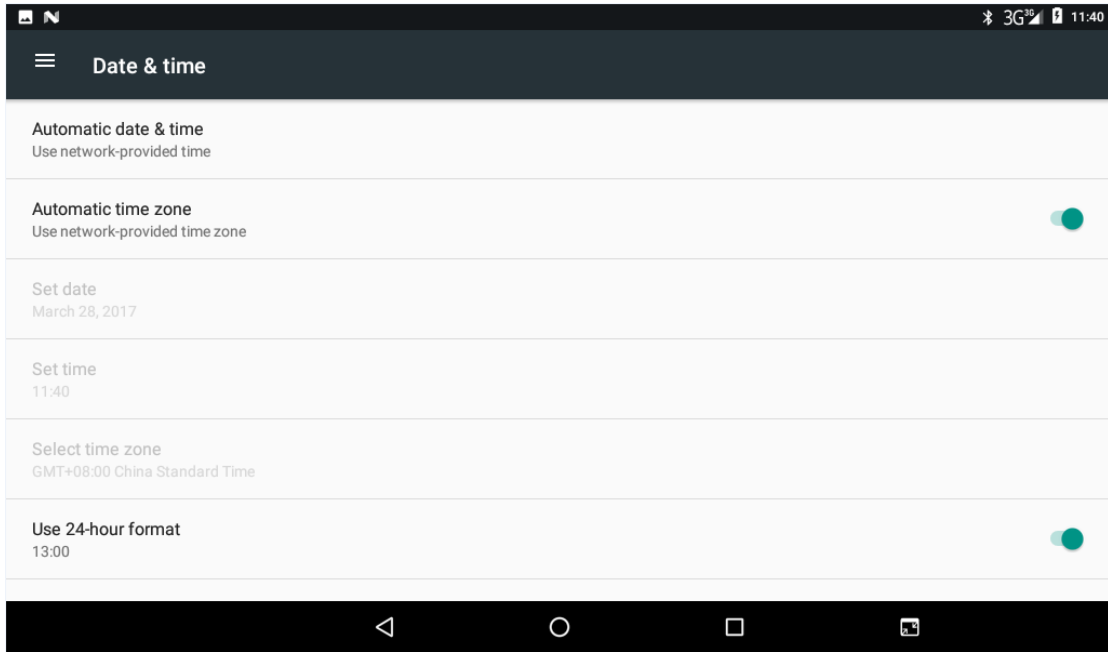 3G 3G 11:40
Date & time
Automatic date & time
Use network-provided time
Automatic time zone
Use network-provided time zone
Set date
March 28, 2017
Set time
11:40
Select time zone
GMT+08:00 China Standard Time
Use 24-hour format
13:00